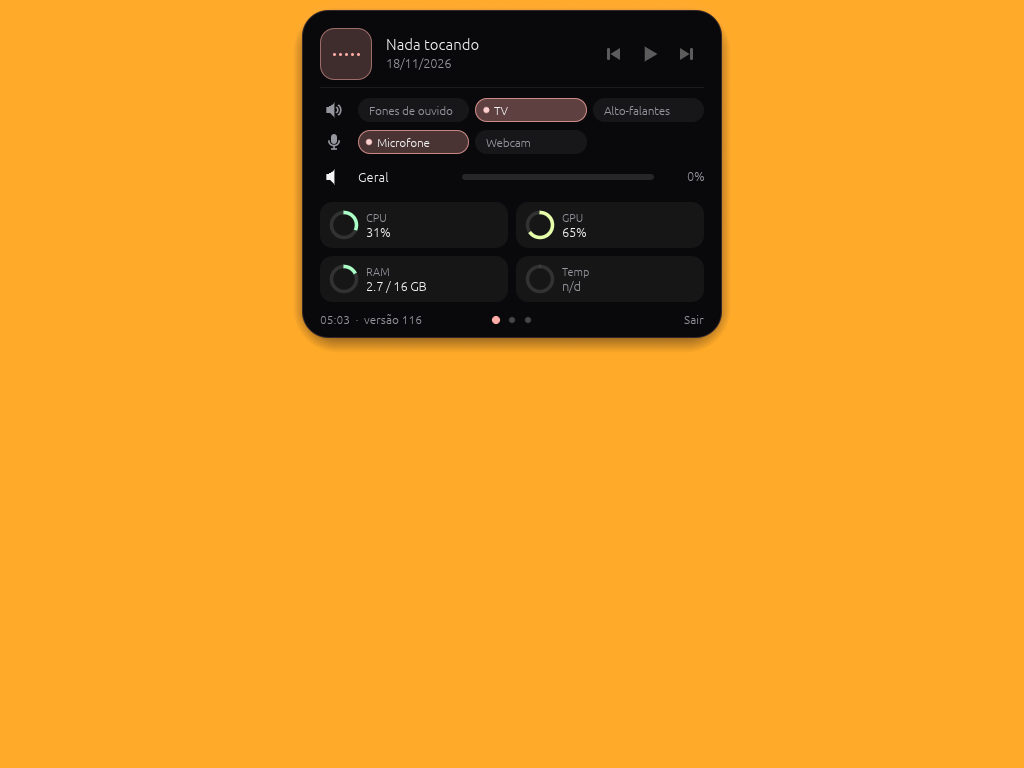 Nada tocando
18/11/2026
Fones de ouvido TV Alto-falantes
Microfone Webcam
Geral 0%
CPU
31%
GPU
65%
RAM
2.7 / 16 GB
Temp
n/d
05:03 · versão 116 Sair